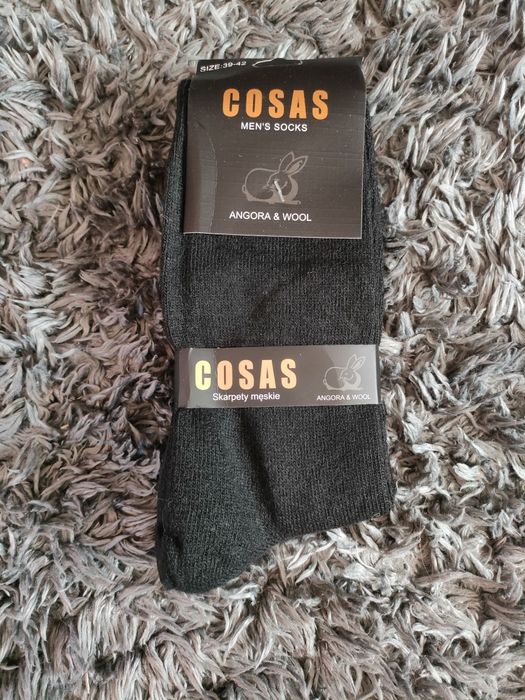 SIZE:39-42
COSAS
MEN'S SOCKS
ANGORA & WOOL
COSAS
Skarpety męskie
ANGORA & WOOL